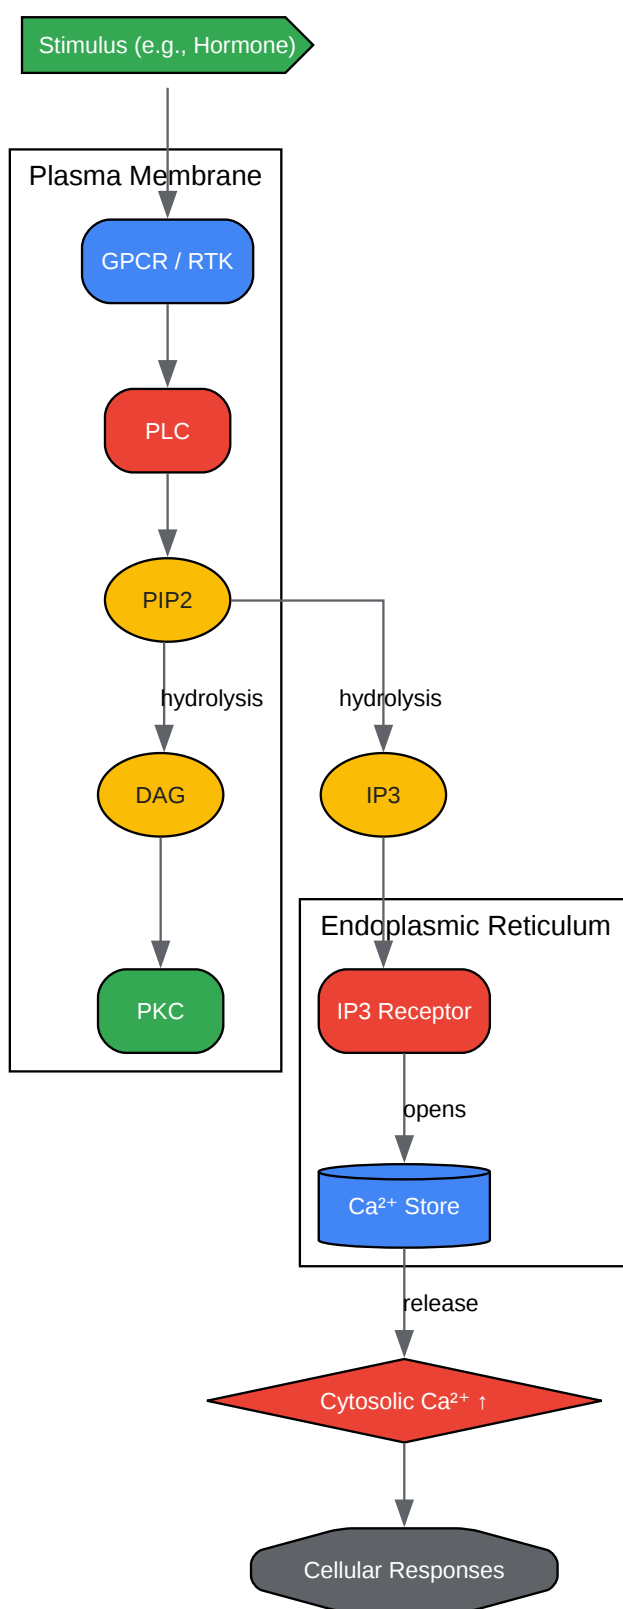 Stimulus (e.g., Hormone)
Plasma Membrane
GPCR / RTK
PLC
PIP2
hydrolysis
hydrolysis
DAG
IP3
Endoplasmic Reticulum
PKC
IP3 Receptor
opens
Ca²⁺ Store
release
Cytosolic Ca²⁺ ↑
Cellular Responses